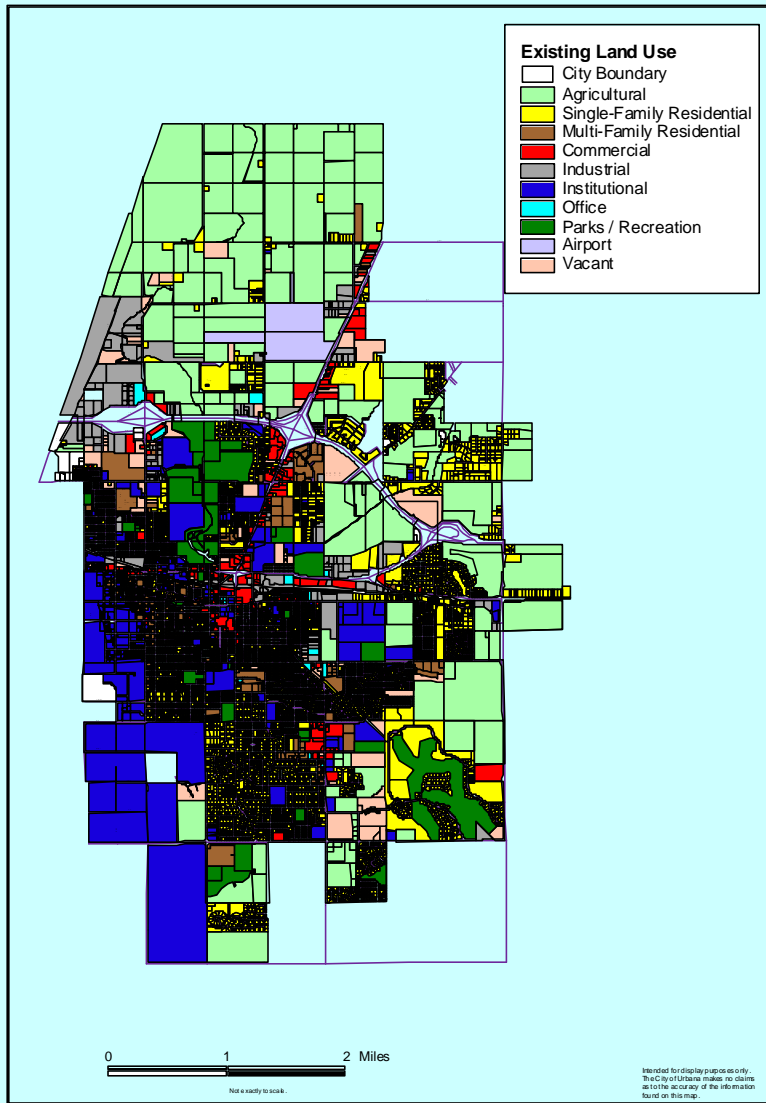 Existing Land Use
City Boundary
Agricultural
Single-Family Residential
Multi-Family Residential
Commercial
Industrial
Institutional
Office
Parks / Recreation
Airport
Vacant
0 1 2 Miles
Not exactly to scale.
Intended for display purposes only.
The City of Urbana makes no claims
as to the accuracy of the information
found on this map.